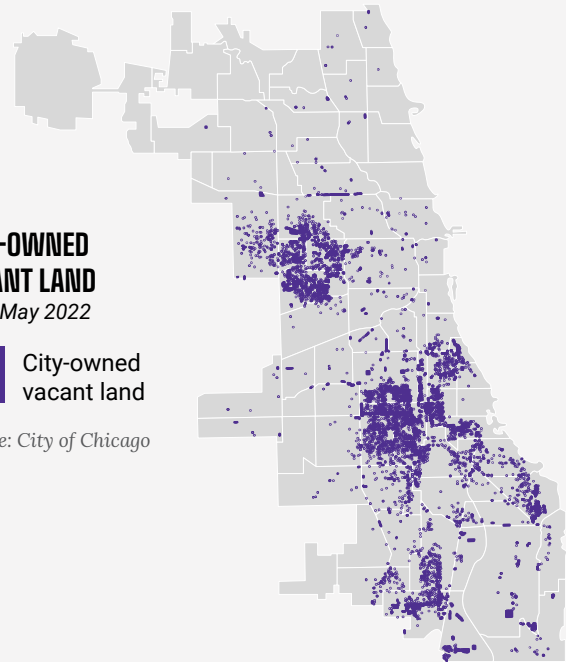 -OWNED
ANT LAND
May 2022
City-owned
vacant land
e: City of Chicago